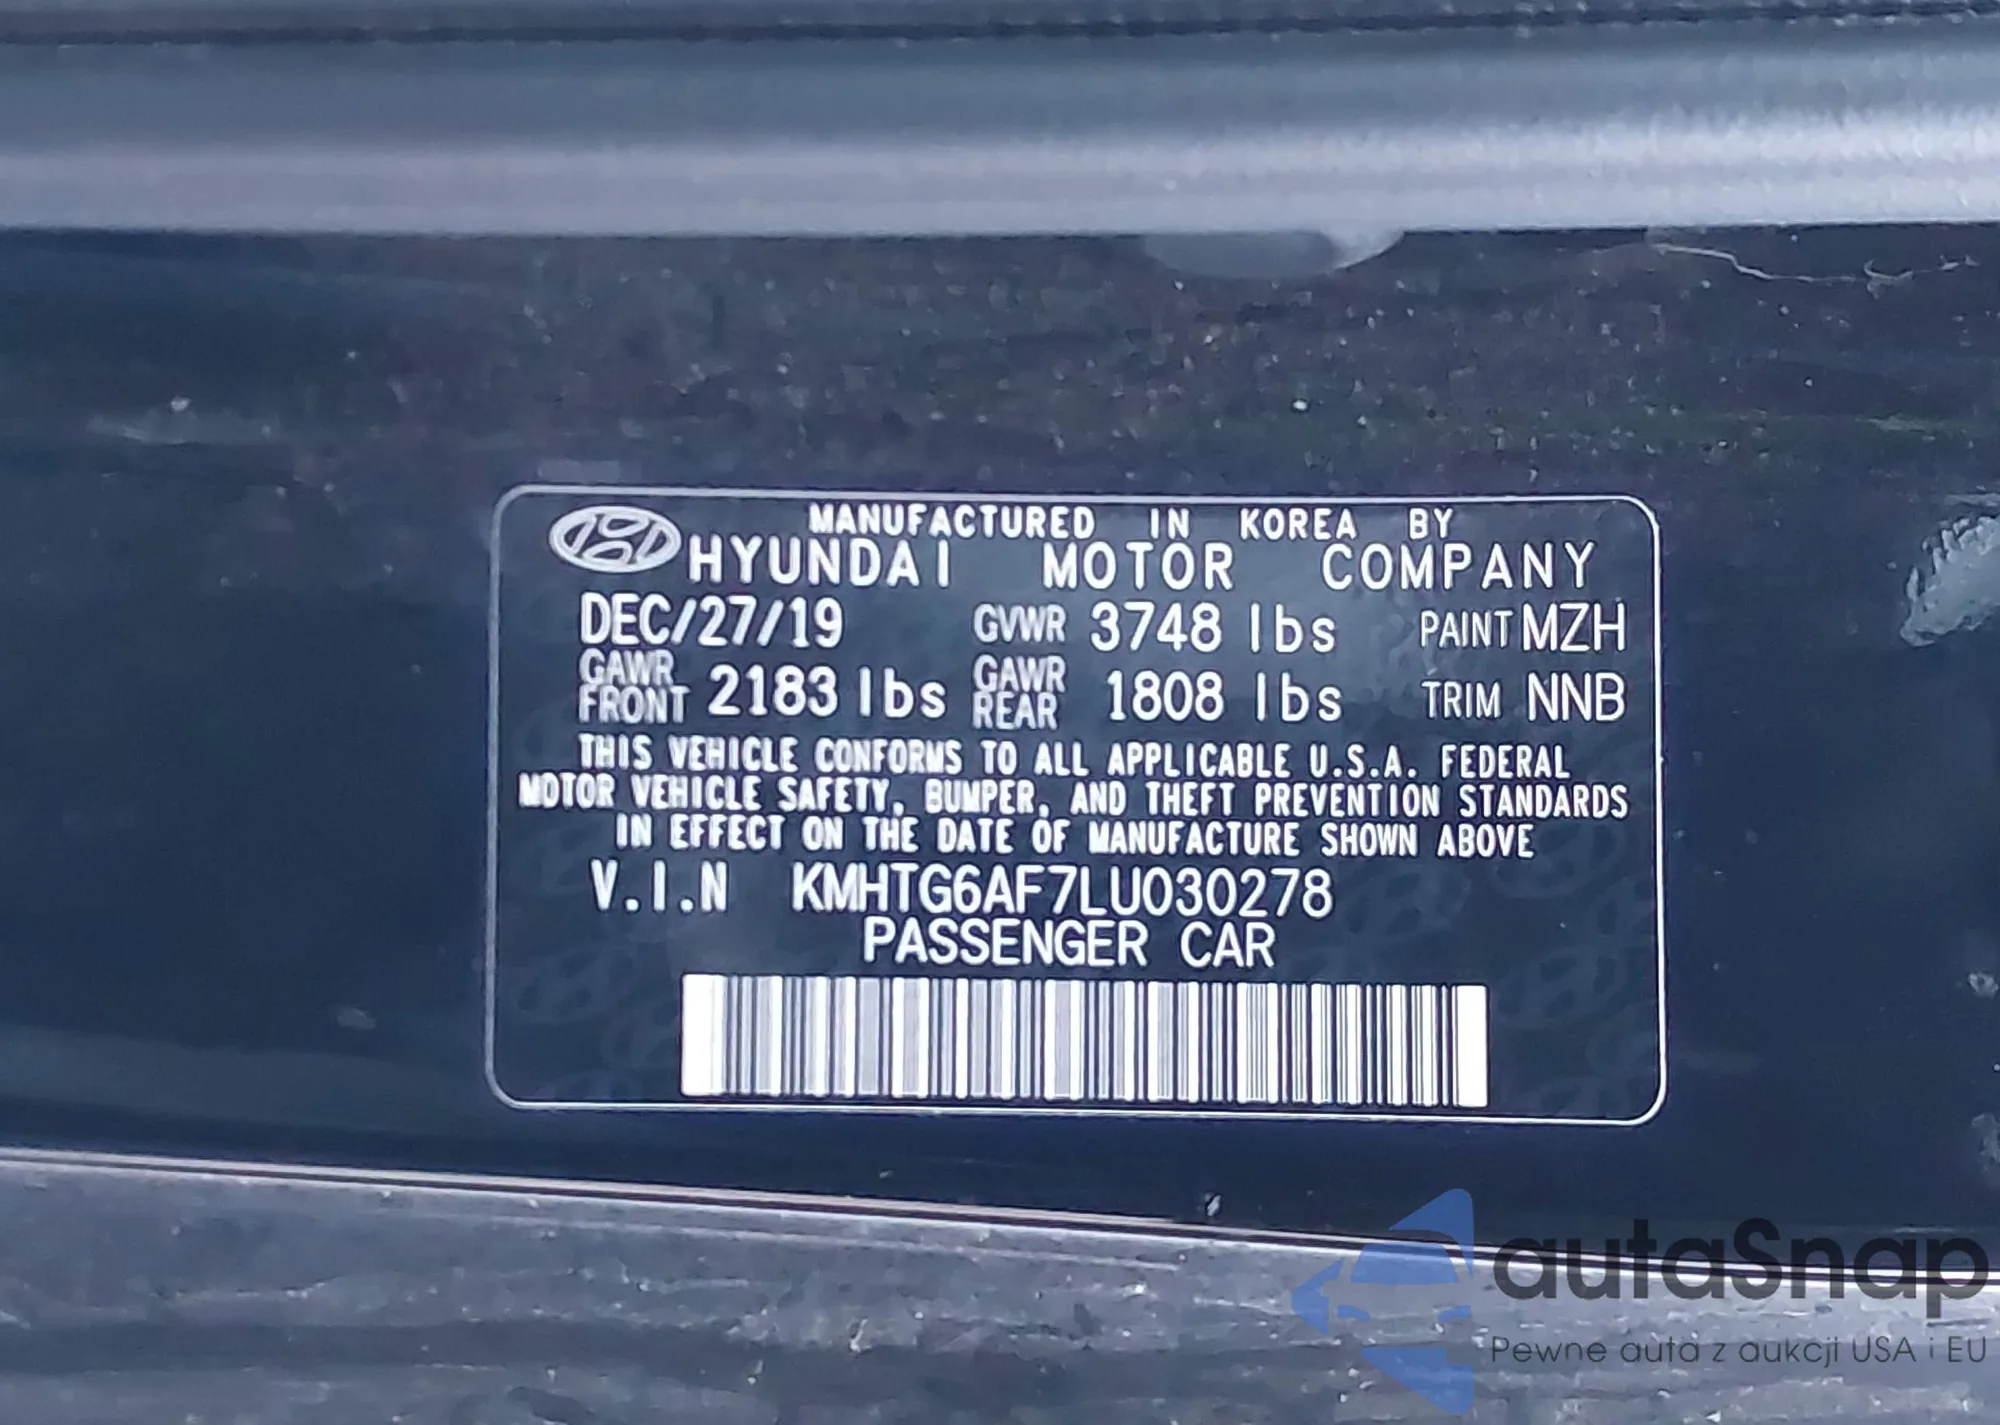 MANUFACTURED IN KOREA BY
HYUNDAI MOTOR COMPANY
DEC/27/19 GVWR 3748 lbs PAINT MZH
GAWR FRONT 2183 lbs GAWR REAR 1808 lbs TRIM NNB
THIS VEHICLE CONFORMS TO ALL APPLICABLE U.S.A. FEDERAL
MOTOR VEHICLE SAFETY, BUMPER, AND THEFT PREVENTION STANDARDS
IN EFFECT ON THE DATE OF MANUFACTURE SHOWN ABOVE
V.I.N KMHTG6AF7LU030278
PASSENGER CAR
autaSnap
Pewne auta z aukcji USA i EU